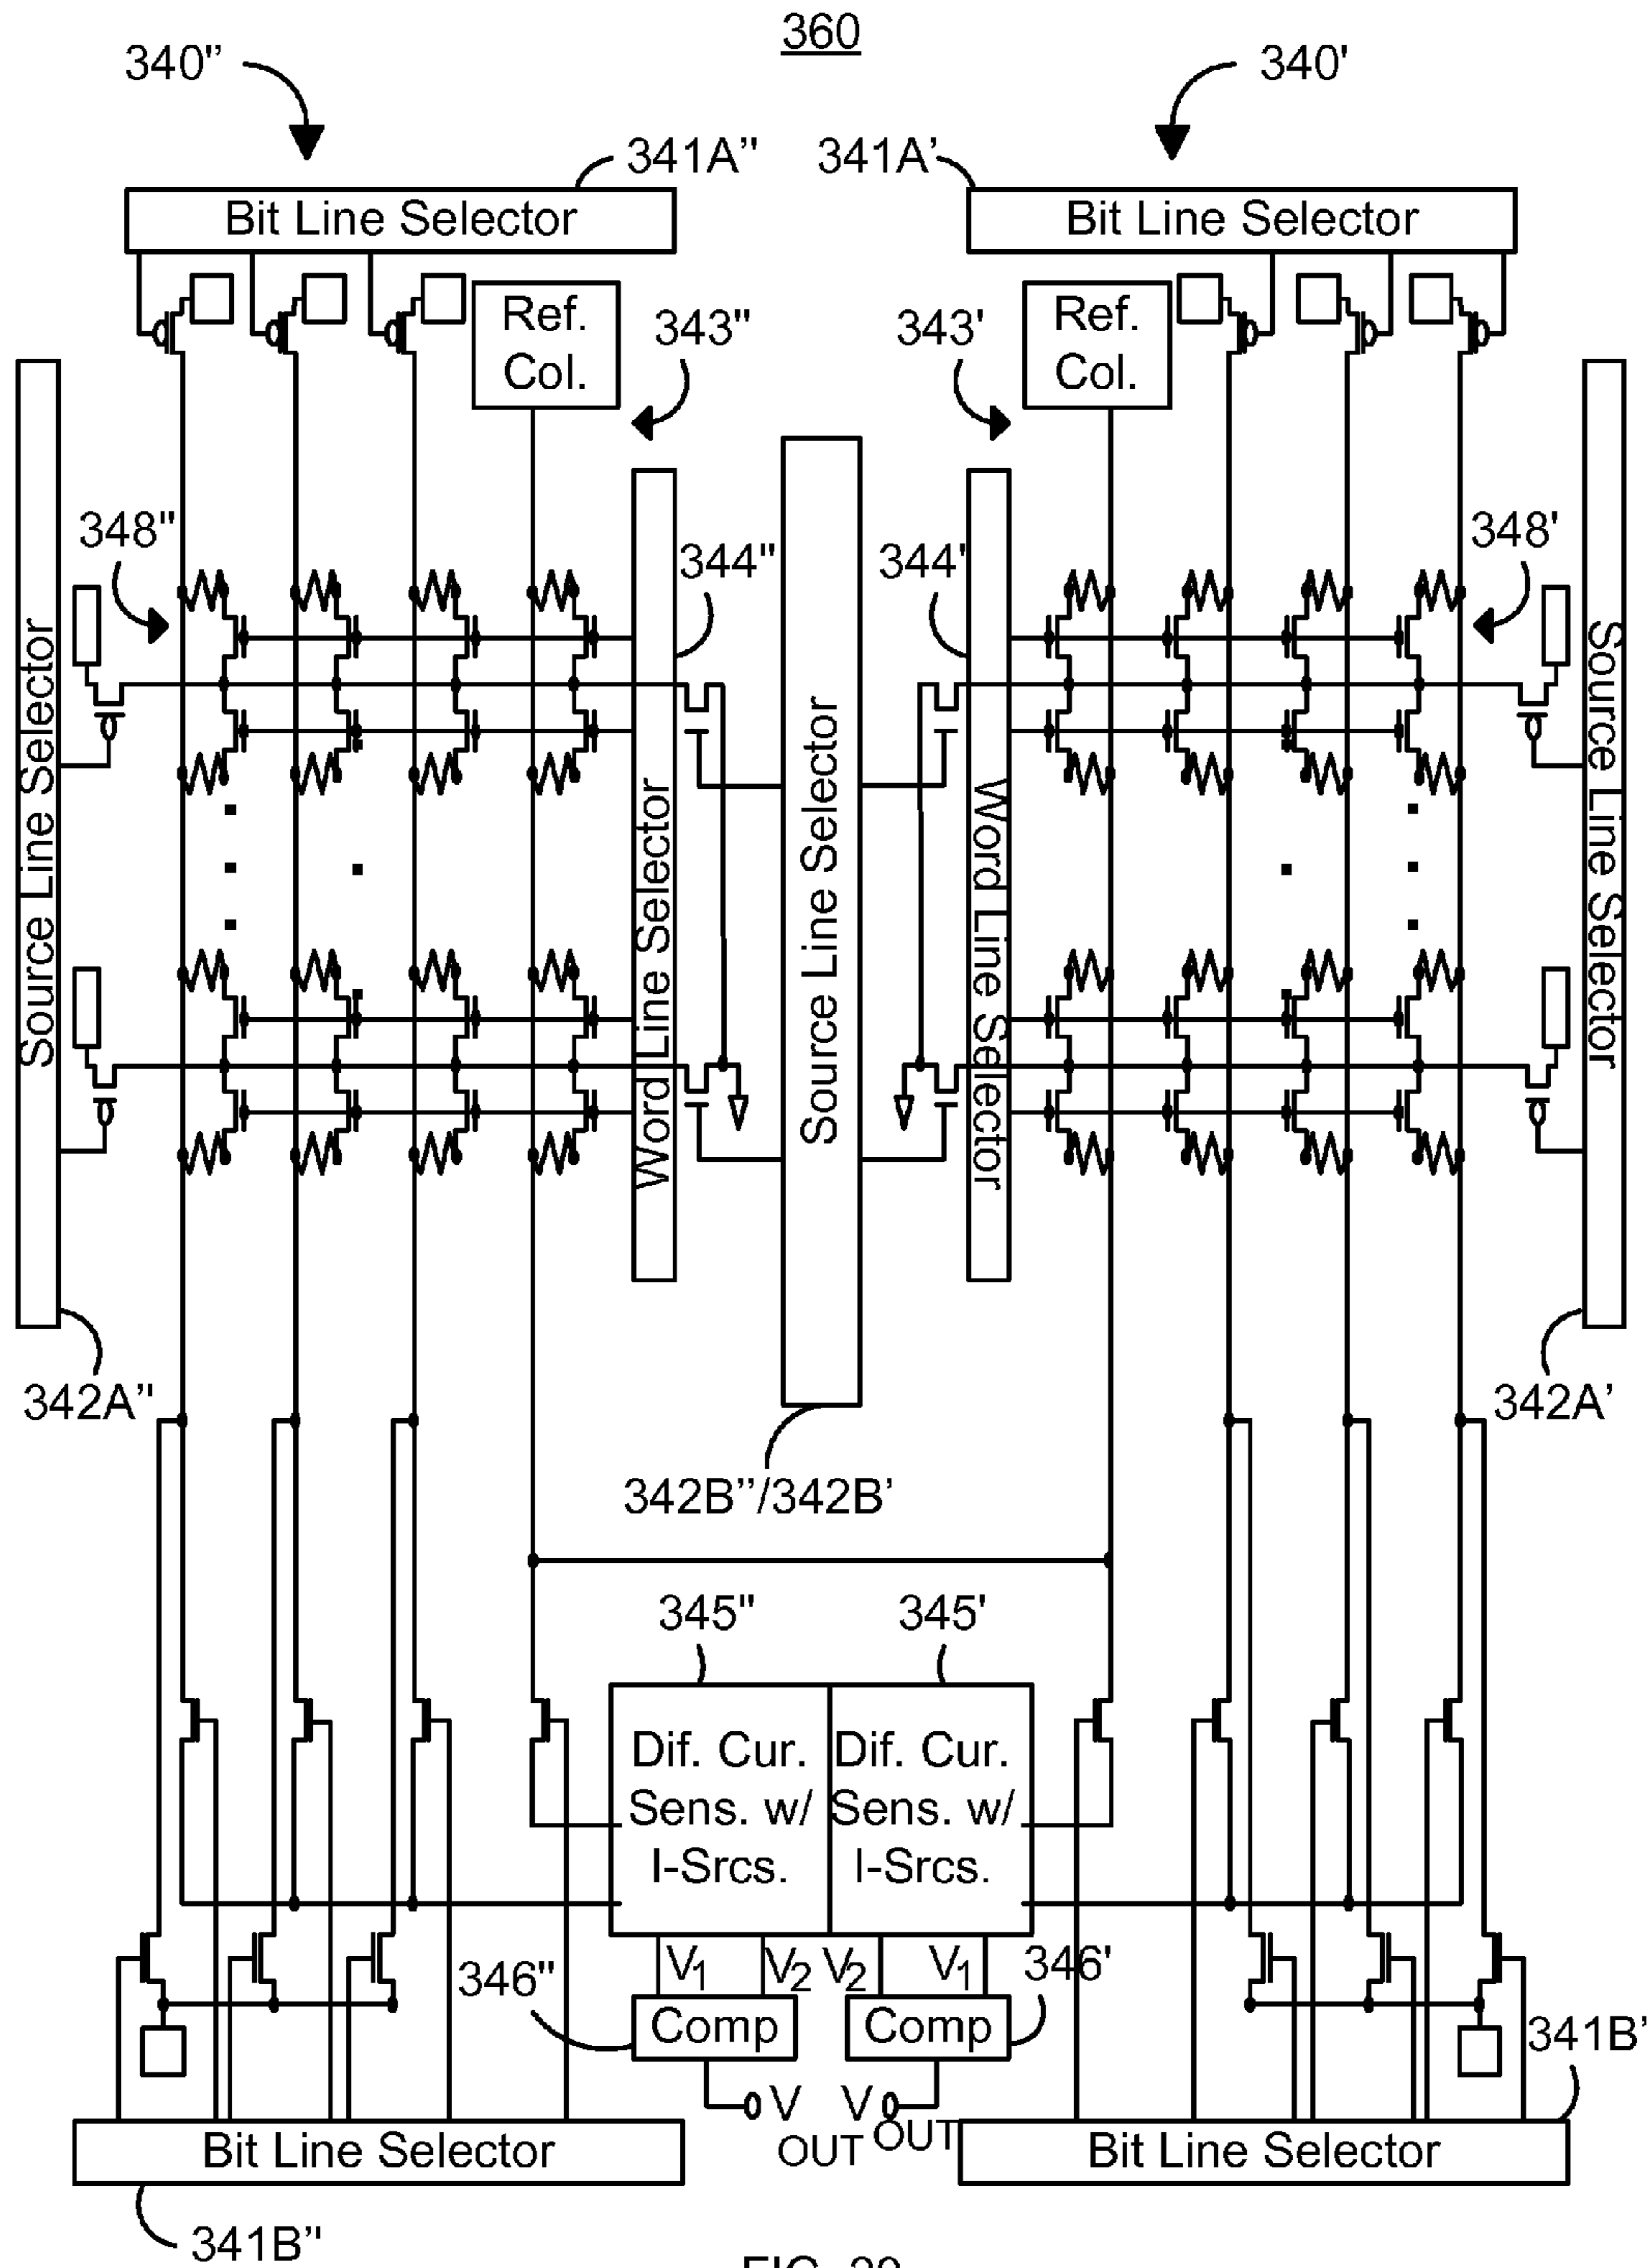 360
340" 340'
341A" 341A'
Bit Line Selector Bit Line Selector
Ref. Col. 343" 343' Ref. Col.
348" 344" 344' 348'
Source Line Selector
Word Line Selector
Source Line Selector
Word Line Selector
Source Line Selector
342A" 342A'
342B"/342B'
345" 345'
Dif. Cur. Dif. Cur.
Sens. w/ Sens. w/
I-Srcs. I-Srcs.
346" V1 V2 V2 V1 346'
Comp Comp
341B'
V V
OUT OUT
Bit Line Selector Bit Line Selector
341B"